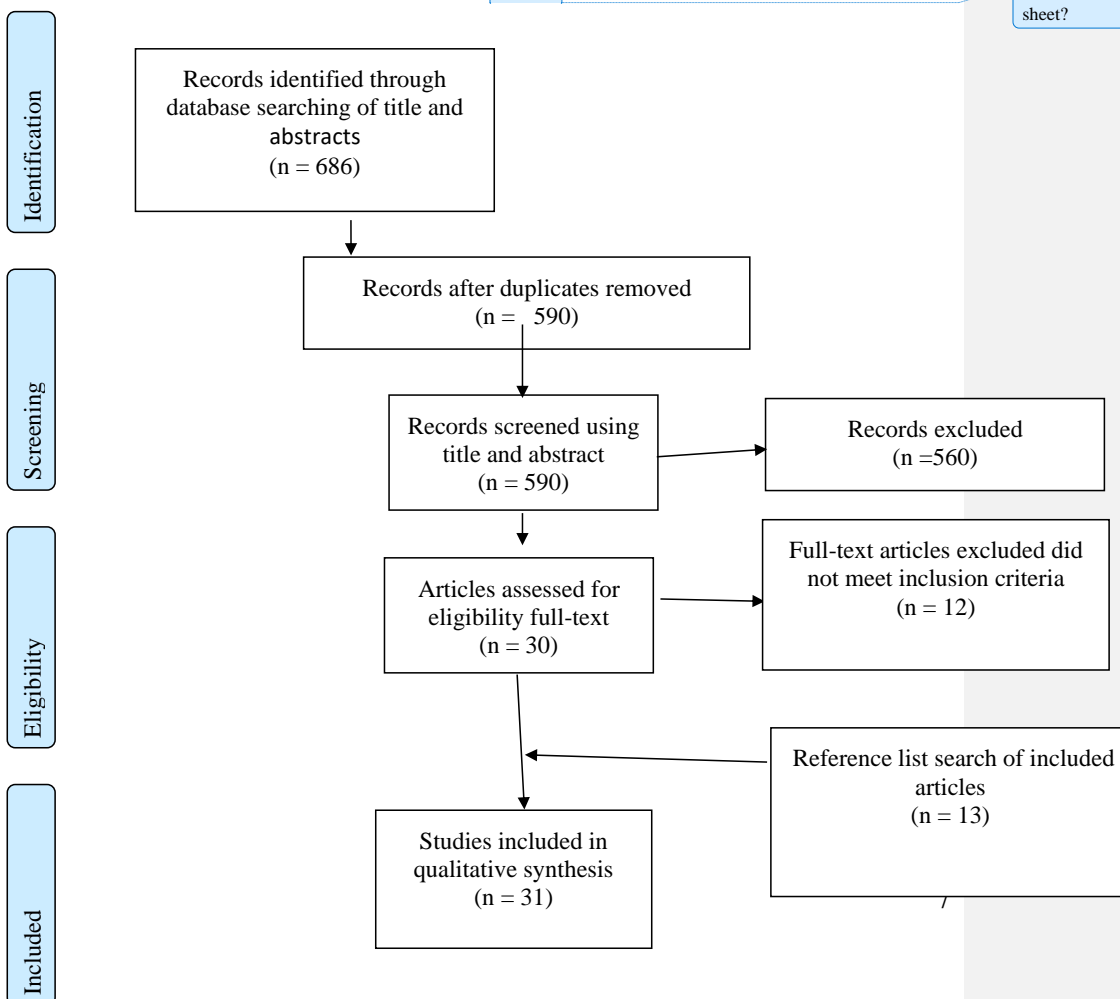 sheet?
Identification
Records identified through
database searching of title and
abstracts
(n = 686)
Records after duplicates removed
(n =   590)
Screening
Records screened using
title and abstract
(n = 590)
Records excluded
(n =560)
Eligibility
Articles assessed for
eligibility full-text
(n = 30)
Full-text articles excluded did
not meet inclusion criteria
(n = 12)
Reference list search of included
articles
(n = 13)
Included
Studies included in
qualitative synthesis
(n = 31)